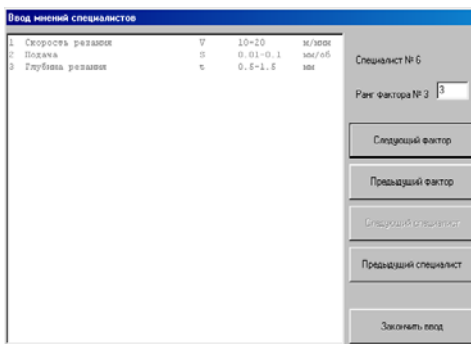 Ввод мнений специалистов
1 Скорость резания V 10-20 м/мин
2 Подача S 0.01-0.1 мм/об
3 Глубина резания t 0.5-1.5 мм
Специалист № 6
Ранг фактора № 3 3
Следующий фактор
Предыдущий фактор
Следующий специалист
Предыдущий специалист
Закончить ввод